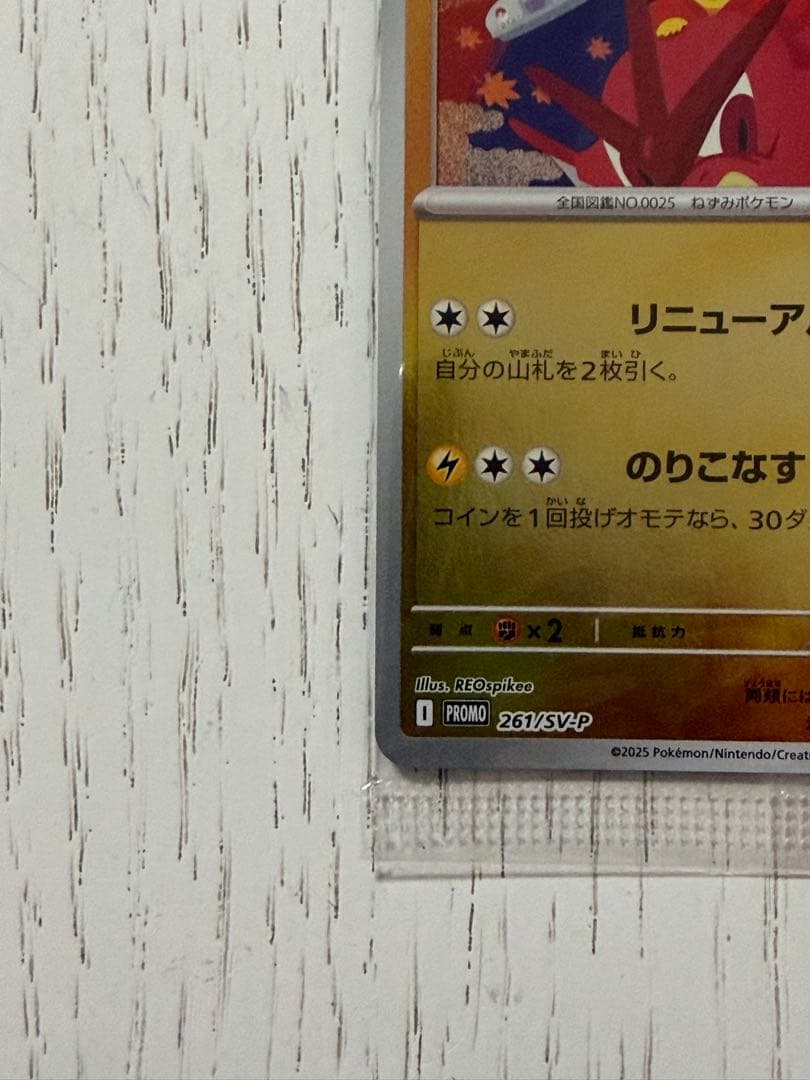 全国図鑑NO.0025 ねずみポケモン
リニューア
じぶん やまふだ まい ひ
自分の山札を2枚引く。
のりこなす
かい な
コインを1回投げオモテなら、30ダ
弱点 ×2 抵抗力
Illus. REOspikee
I PROMO 261/SV-P
©2025 Pokémon/Nintendo/Creat